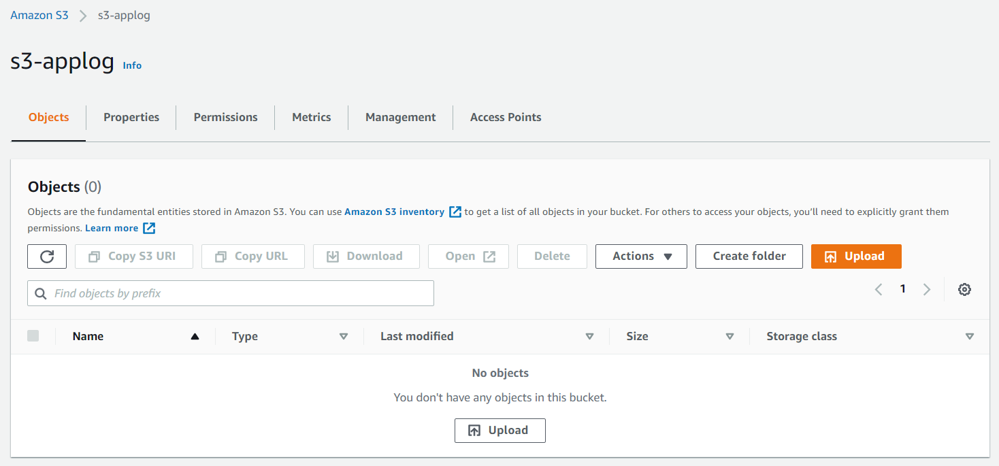 Amazon S3 s3-applog
s3-applog Info
Objects Properties Permissions Metrics Management Access Points
Objects (0)
Objects are the fundamental entities stored in Amazon S3. You can use Amazon S3 inventory to get a list of all objects in your bucket. For others to access your objects, you’ll need to explicitly grant them
permissions. Learn more
Copy S3 URI Copy URL Download Open Delete Actions Create folder Upload
Find objects by prefix 1
Name Type Last modified Size Storage class
No objects
You don't have any objects in this bucket.
Upload